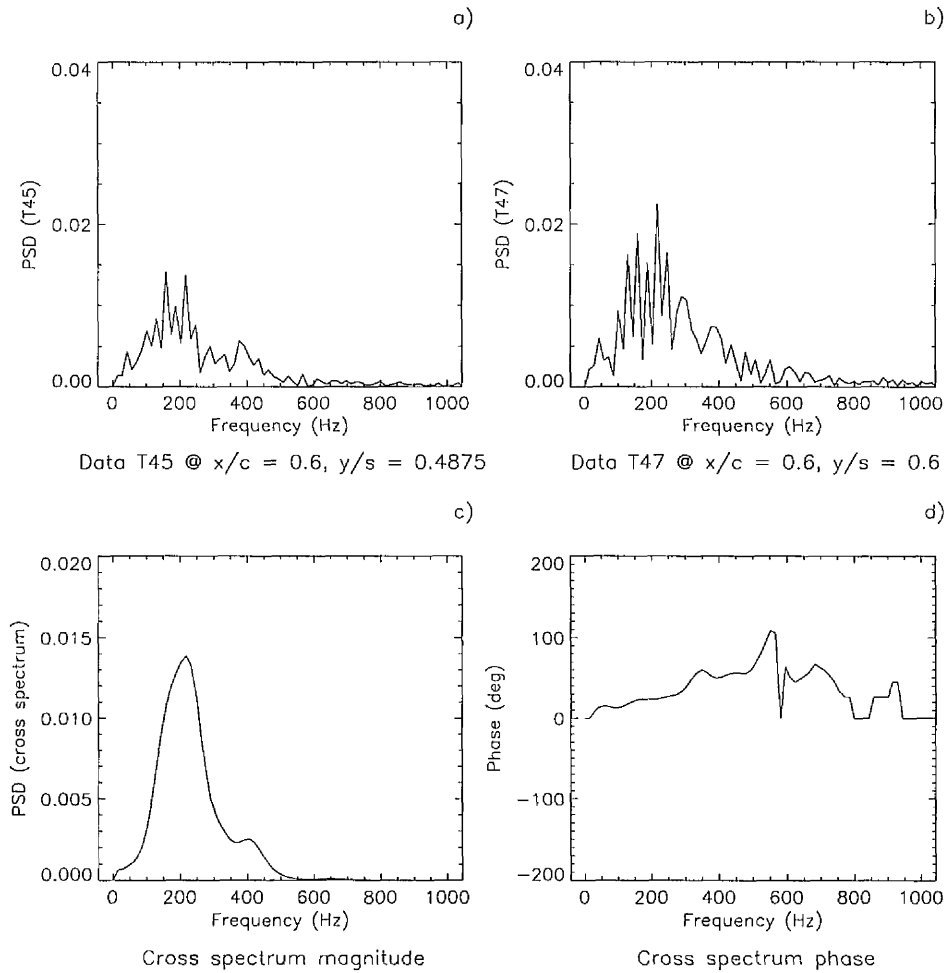 a)
0.04
0.02
0.00
PSD (T45)
0 200 400 600 800 1000
Frequency (Hz)
Data T45 @ x/c = 0.6, y/s = 0.4875
b)
0.04
0.02
0.00
PSD (T47)
0 200 400 600 800 1000
Frequency (Hz)
Data T47 @ x/c = 0.6, y/s = 0.6
c)
0.020
0.015
0.010
0.005
0.000
PSD (cross spectrum)
0 200 400 600 800 1000
Frequency (Hz)
Cross spectrum magnitude
d)
200
100
0
-100
-200
Phase (deg)
0 200 400 600 800 1000
Frequency (Hz)
Cross spectrum phase